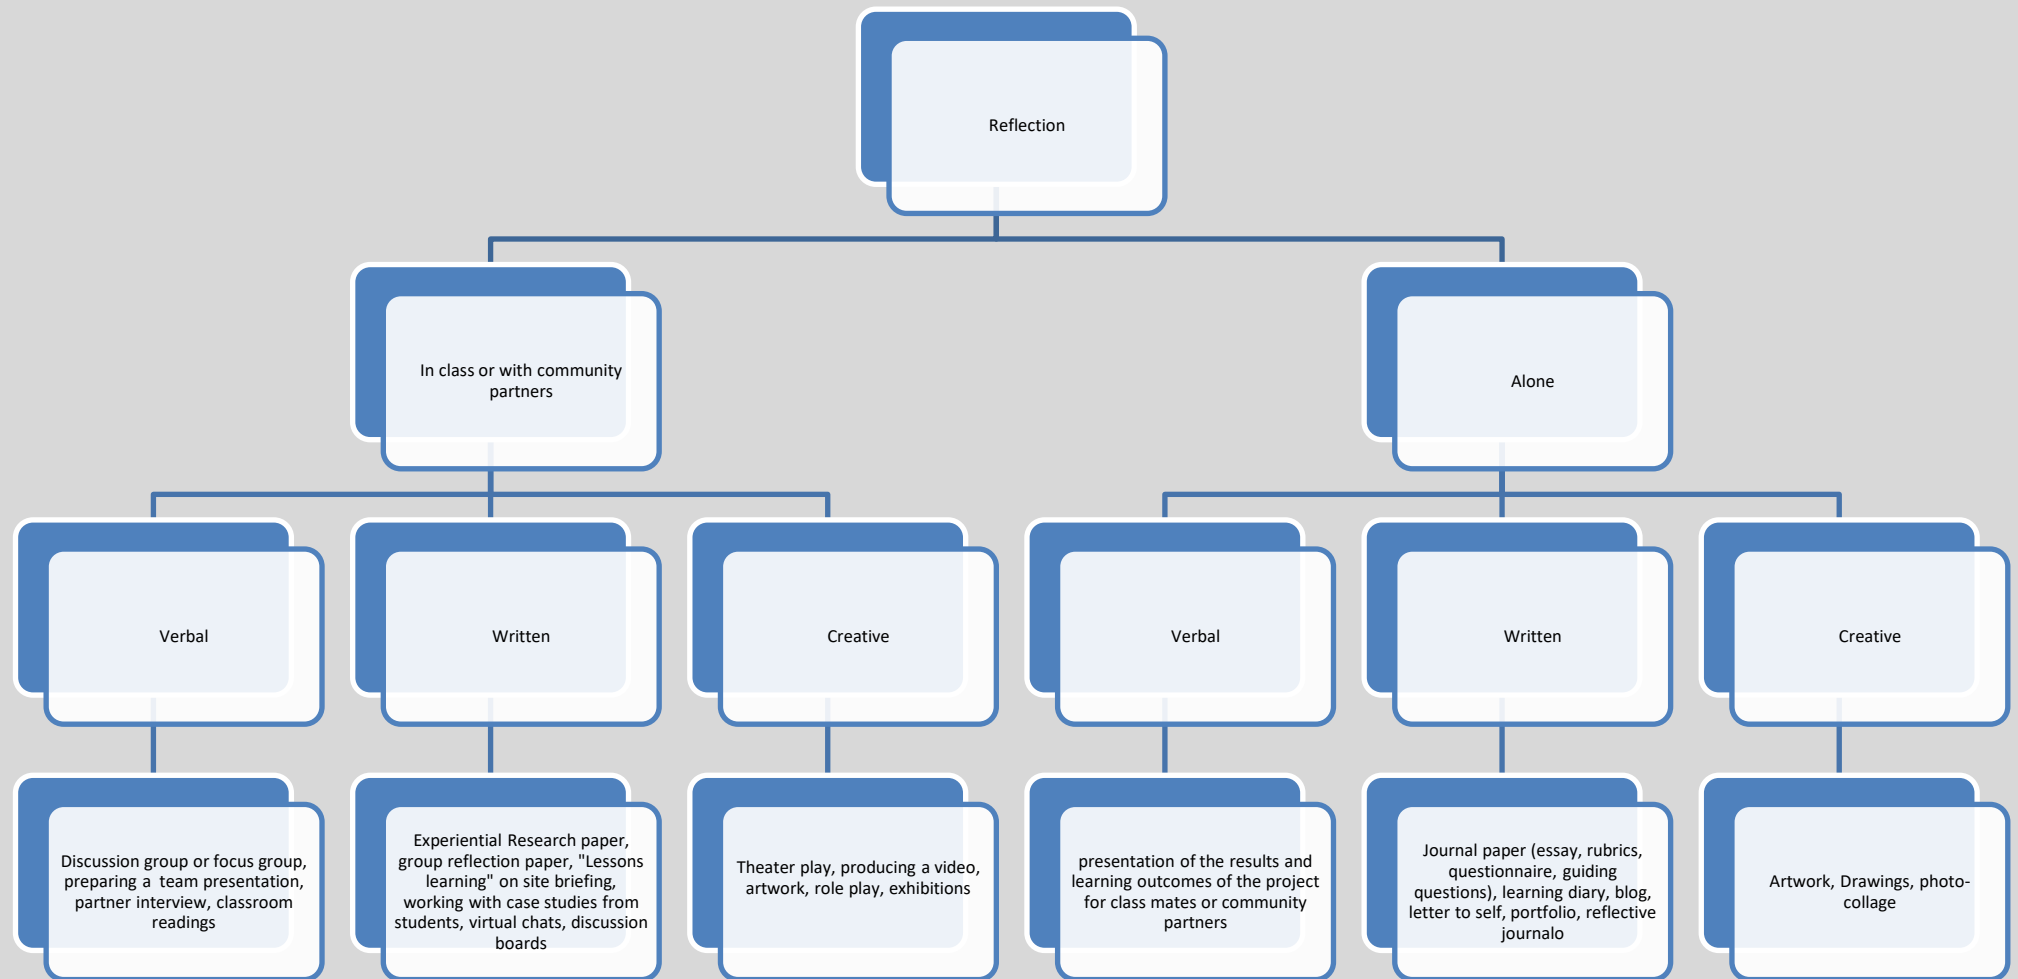 Reflection
In class or with community
partners
Alone
Verbal
Written
Creative
Verbal
Written
Creative
Discussion group or focus group,
preparing a team presentation,
partner interview, classroom
readings
Experiential Research paper,
group reflection paper, "Lessons
learning" on site briefing,
working with case studies from
students, virtual chats, discussion
boards
Theater play, producing a video,
artwork, role play, exhibitions
presentation of the results and
learning outcomes of the project
for class mates or community
partners
Journal paper (essay, rubrics,
questionnaire, guiding
questions), learning diary, blog,
letter to self, portfolio, reflective
journalo
Artwork, Drawings, photo-
collage